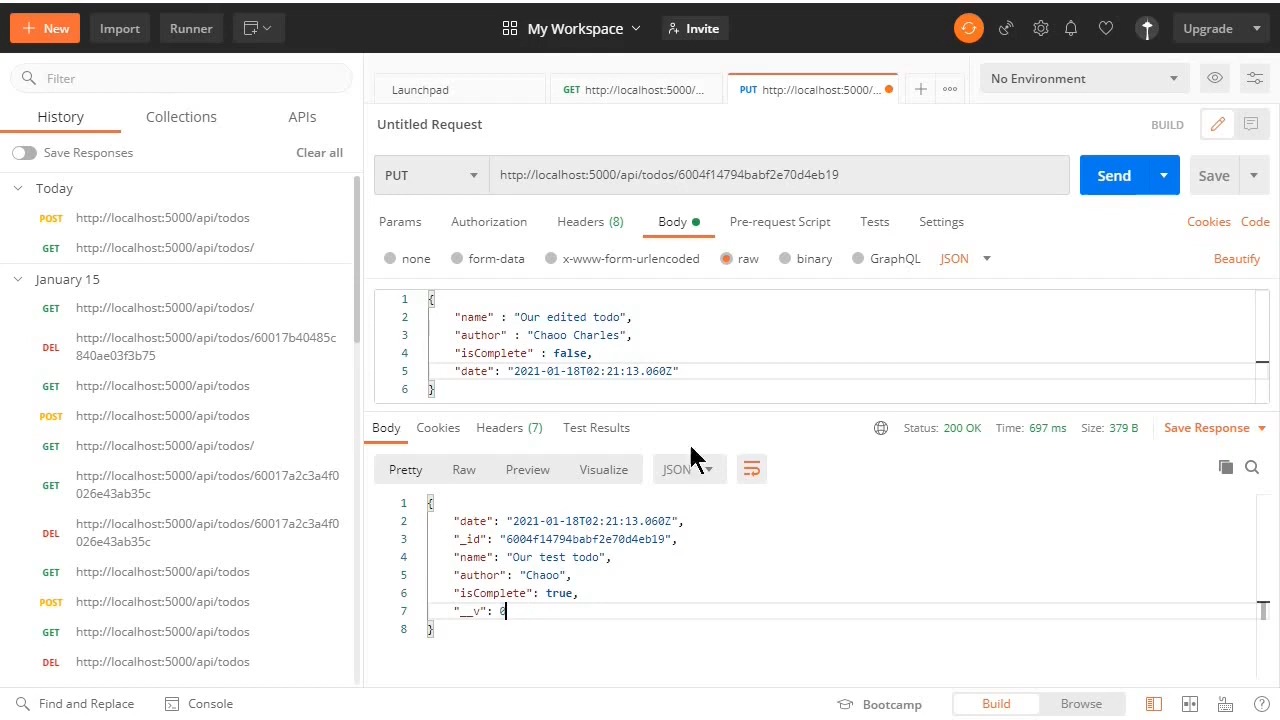 New
Import
Runner
My Workspace
Invite
Upgrade
Filter
History
Collections
APIs
Save Responses
Clear all
Today
POST http://localhost:5000/api/todos
GET http://localhost:5000/api/todos/
January 15
GET http://localhost:5000/api/todos/
DEL http://localhost:5000/api/todos/60017b40485c
840ae03f3b75
GET http://localhost:5000/api/todos
POST http://localhost:5000/api/todos
GET http://localhost:5000/api/todos/
GET http://localhost:5000/api/todos/60017a2c3a4f0
026e43ab35c
DEL http://localhost:5000/api/todos/60017a2c3a4f0
026e43ab35c
GET http://localhost:5000/api/todos
POST http://localhost:5000/api/todos
GET http://localhost:5000/api/todos
DEL http://localhost:5000/api/todos
Launchpad
GET http://localhost:5000/...
PUT http://localhost:5000/...
No Environment
Untitled Request
BUILD
PUT
http://localhost:5000/api/todos/6004f14794babf2e70d4eb19
Send
Save
Params
Authorization
Headers (8)
Body
Pre-request Script
Tests
Settings
Cookies
Code
none
form-data
x-www-form-urlencoded
raw
binary
GraphQL
JSON
Beautify
1 {
2 "name" : "Our edited todo",
3 "author" : "Chaoo Charles",
4 "isComplete" : false,
5 "date": "2021-01-18T02:21:13.060Z"
6 }
Body
Cookies
Headers (7)
Test Results
Status: 200 OK
Time: 697 ms
Size: 379 B
Save Response
Pretty
Raw
Preview
Visualize
JSON
1 {
2 "date": "2021-01-18T02:21:13.060Z",
3 "_id": "6004f14794babf2e70d4eb19",
4 "name": "Our test todo",
5 "author": "Chaoo",
6 "isComplete": true,
7 "__v": 0
8 }
Find and Replace
Console
Bootcamp
Build
Browse